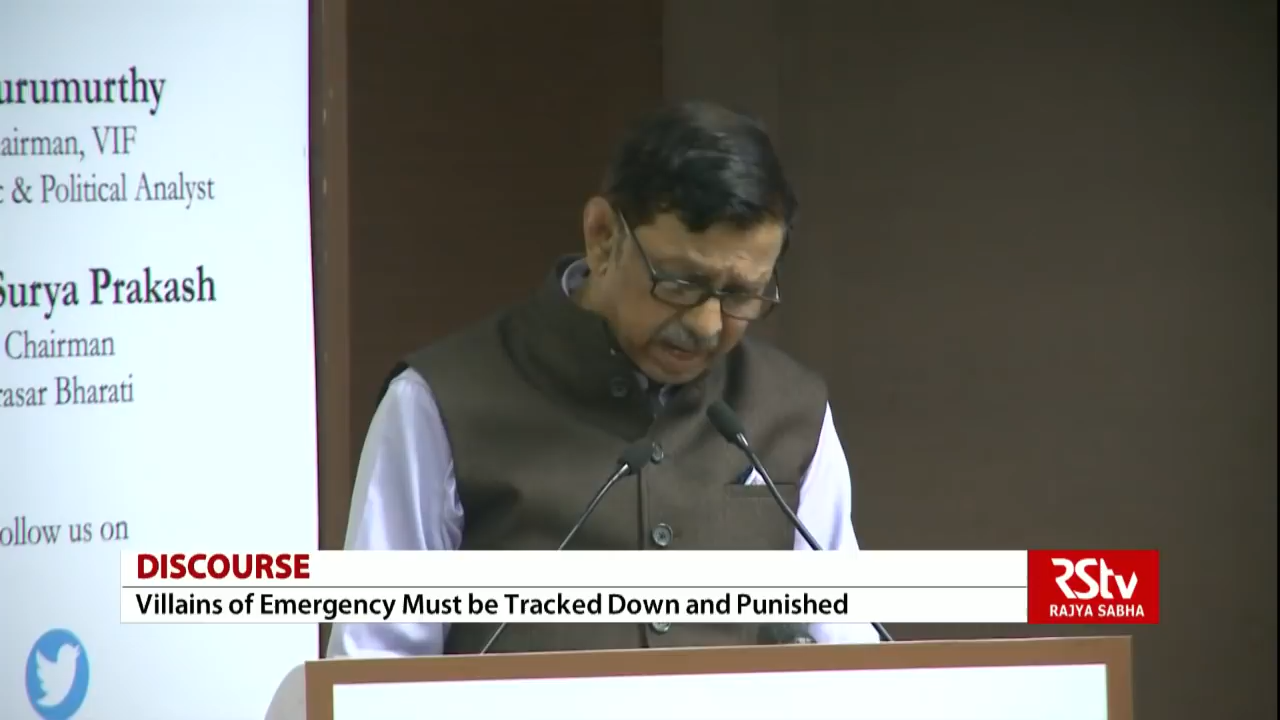 urumurthy
airman, VIF
& Political Analyst
Surya Prakash
Chairman
rasar Bharati
ollow us on
DISCOURSE
Villains of Emergency Must be Tracked Down and Punished
RSTV
RAJYA SABHA